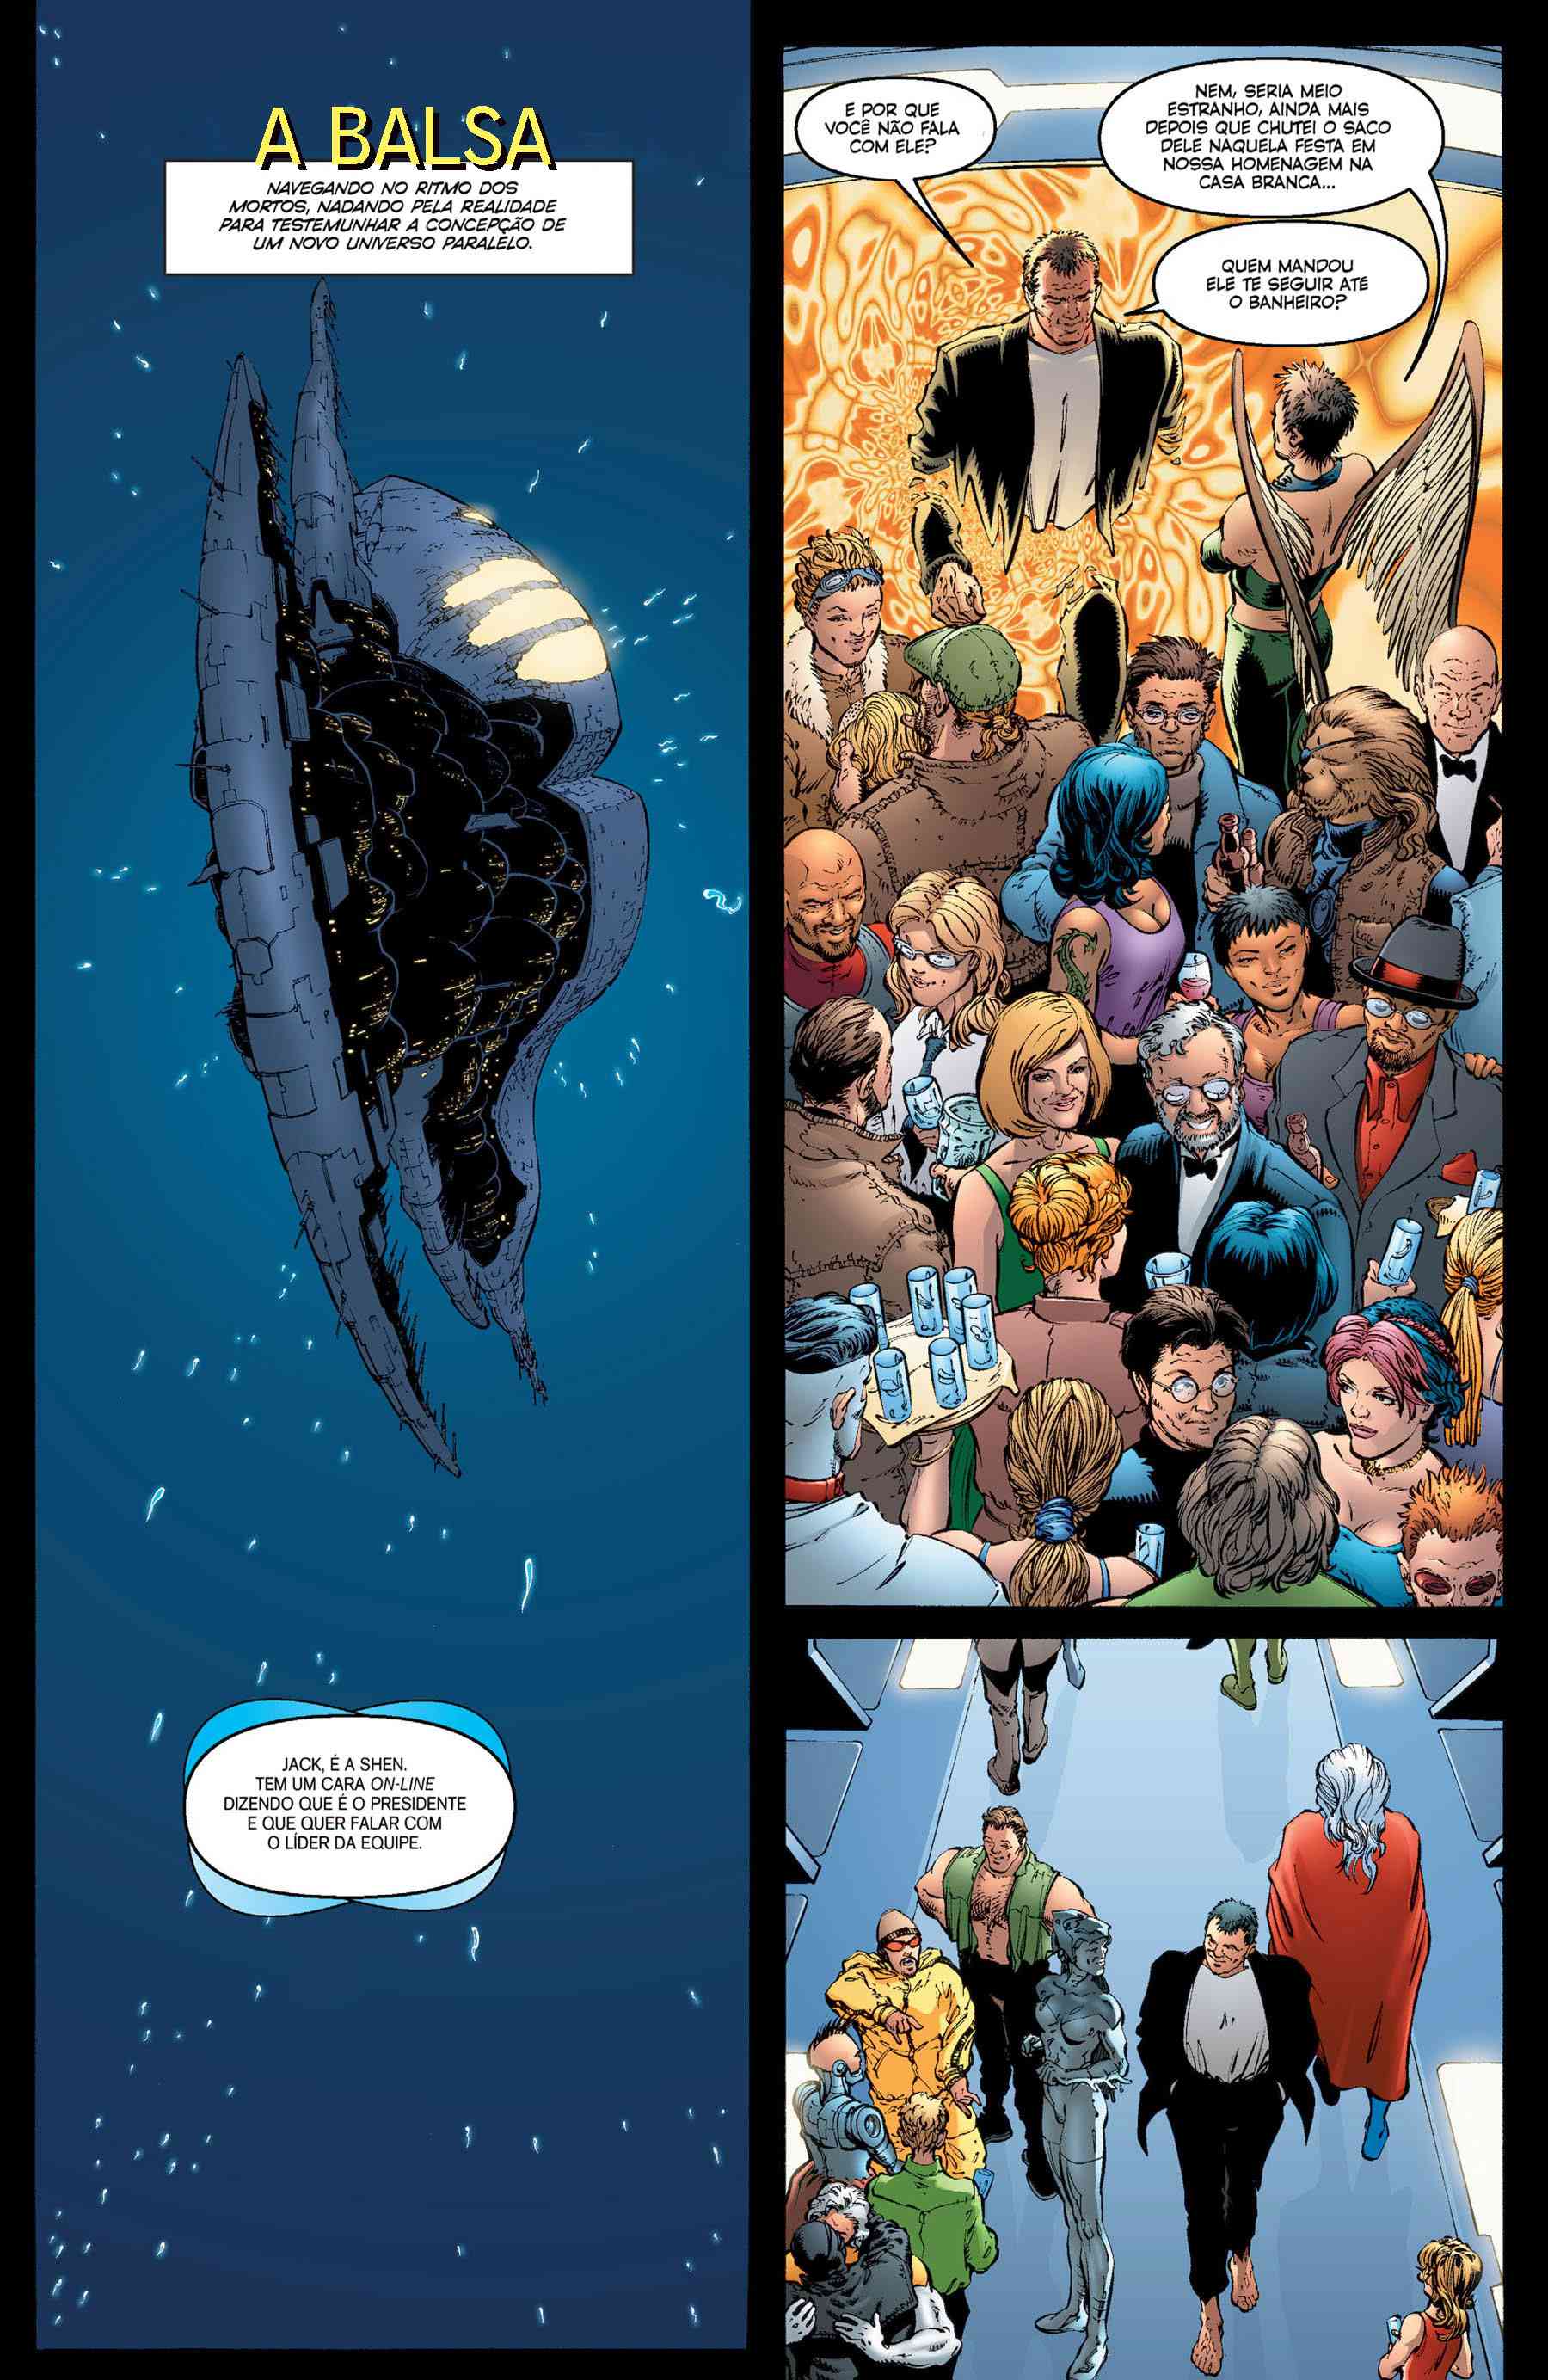 A BALSA
NAVEGANDO NO RITMO DOS
MORTOS, NADANDO PELA REALIDADE
PARA TESTEMUNHAR A CONCEPÇÃO DE
UM NOVO UNIVERSO PARALELO.
JACK, É A SHEN.
TEM UM CARA ON-LINE
DIZENDO QUE É O PRESIDENTE
E QUE QUER FALAR COM
O LÍDER DA EQUIPE.
E POR QUE
VOCÊ NÃO FALA
COM ELE?
NEM, SERIA MEIO
ESTRANHO, AINDA MAIS
DEPOIS QUE CHUTEI O SACO
DELE NAQUELA FESTA EM
NOSSA HOMENAGEM NA
CASA BRANCA...
QUEM MANDOU
ELE TE SEGUIR ATÉ
O BANHEIRO?